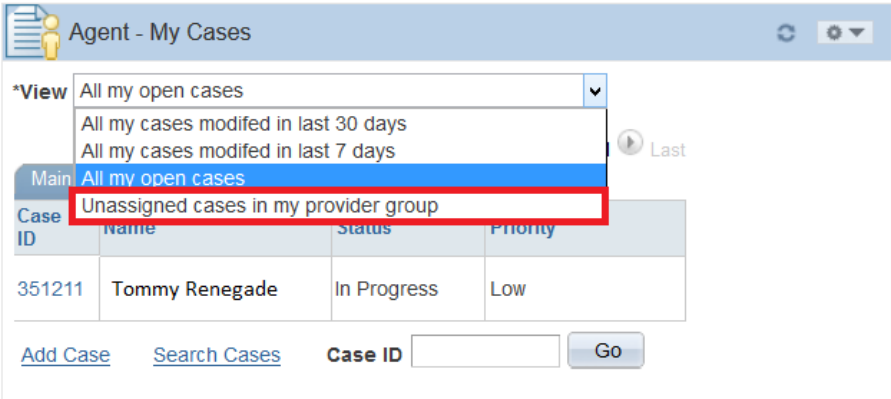 Agent - My Cases
*View All my open cases
All my cases modifed in last 30 days
All my cases modifed in last 7 days
Last
Main All my open cases
Unassigned cases in my provider group
Case ID Name Status Priority
351211 Tommy Renegade In Progress Low
Add Case Search Cases Case ID Go